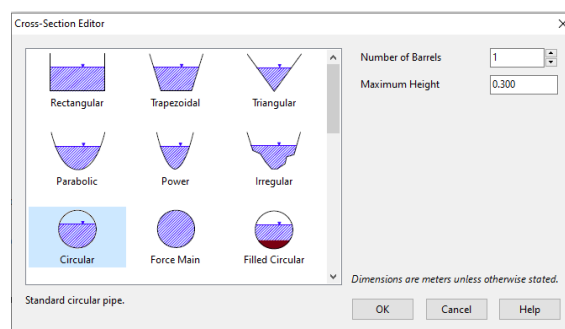 Cross-Section Editor
Number of Barrels
1
Maximum Height
0.300
Rectangular
Trapezoidal
Triangular
Parabolic
Power
Irregular
Circular
Force Main
Filled Circular
Dimensions are meters unless otherwise stated.
Standard circular pipe.
OK
Cancel
Help